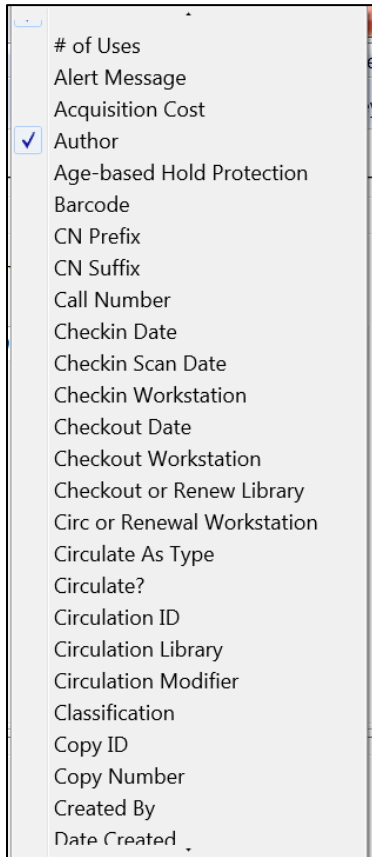 # of Uses
Alert Message
Acquisition Cost
Author
Age-based Hold Protection
Barcode
CN Prefix
CN Suffix
Call Number
Checkin Date
Checkin Scan Date
Checkin Workstation
Checkout Date
Checkout Workstation
Checkout or Renew Library
Circ or Renewal Workstation
Circulate As Type
Circulate?
Circulation ID
Circulation Library
Circulation Modifier
Classification
Copy ID
Copy Number
Created By
Date Created